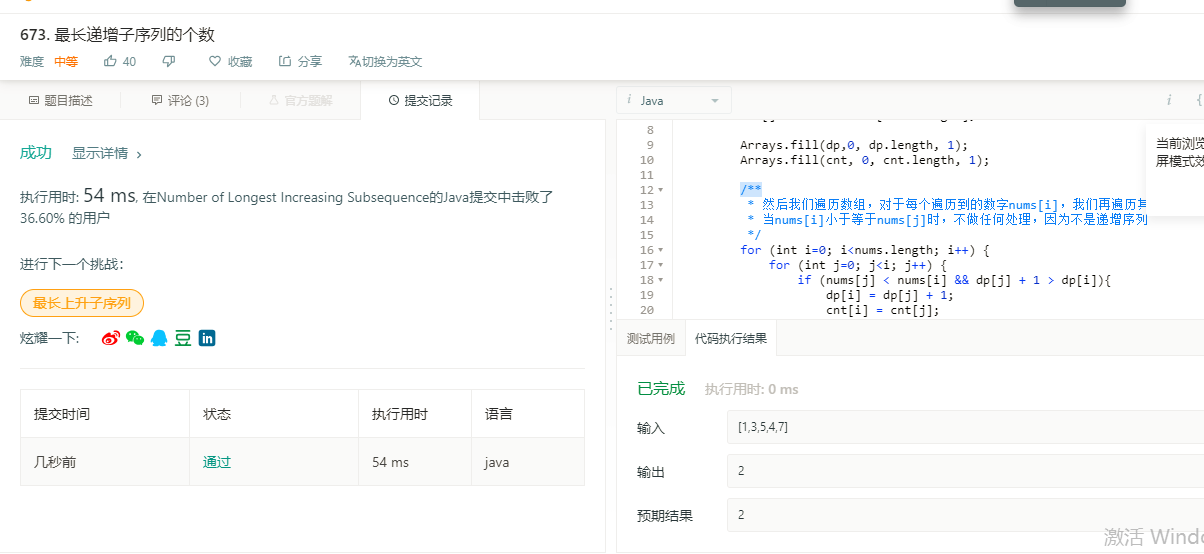 673. 最长递增子序列的个数
难度 中等 40 收藏 分享 切换为英文
题目描述 评论 (3) 官方题解 提交记录
成功 显示详情 >
执行用时: 54 ms, 在Number of Longest Increasing Subsequence的Java提交中击败了
36.60% 的用户
进行下一个挑战:
最长上升子序列
炫耀一下:
提交时间 状态 执行用时 语言
几秒前 通过 54 ms java
i Java i {
8
9 Arrays.fill(dp,0, dp.length, 1);
10 Arrays.fill(cnt, 0, cnt.length, 1);
11
12 /**
13 * 然后我们遍历数组，对于每个遍历到的数字nums[i]，我们再遍历其
14 * 当nums[i]小于等于nums[j]时，不做任何处理，因为不是递增序列
15 */
16 for (int i=0; i<nums.length; i++) {
17 for (int j=0; j<i; j++) {
18 if (nums[j] < nums[i] && dp[j] + 1 > dp[i]){
19 dp[i] = dp[j] + 1;
20 cnt[i] = cnt[j];
当前浏览
屏模式效
测试用例 代码执行结果
已完成 执行用时: 0 ms
输入 [1,3,5,4,7]
输出 2
预期结果 2
激活 Windo